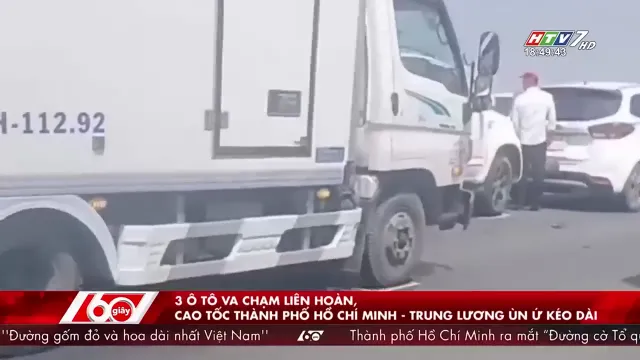 HTV7 HD
18:49:43
H-112.92
60 giây
3 Ô TÔ VA CHẠM LIÊN HOÀN,
CAO TỐC THÀNH PHỐ HỒ CHÍ MINH - TRUNG LƯƠNG ÙN Ứ KÉO DÀI
"Đường gốm đỏ và hoa dài nhất Việt Nam"
Thành phố Hồ Chí Minh ra mắt "Đường cờ Tổ q